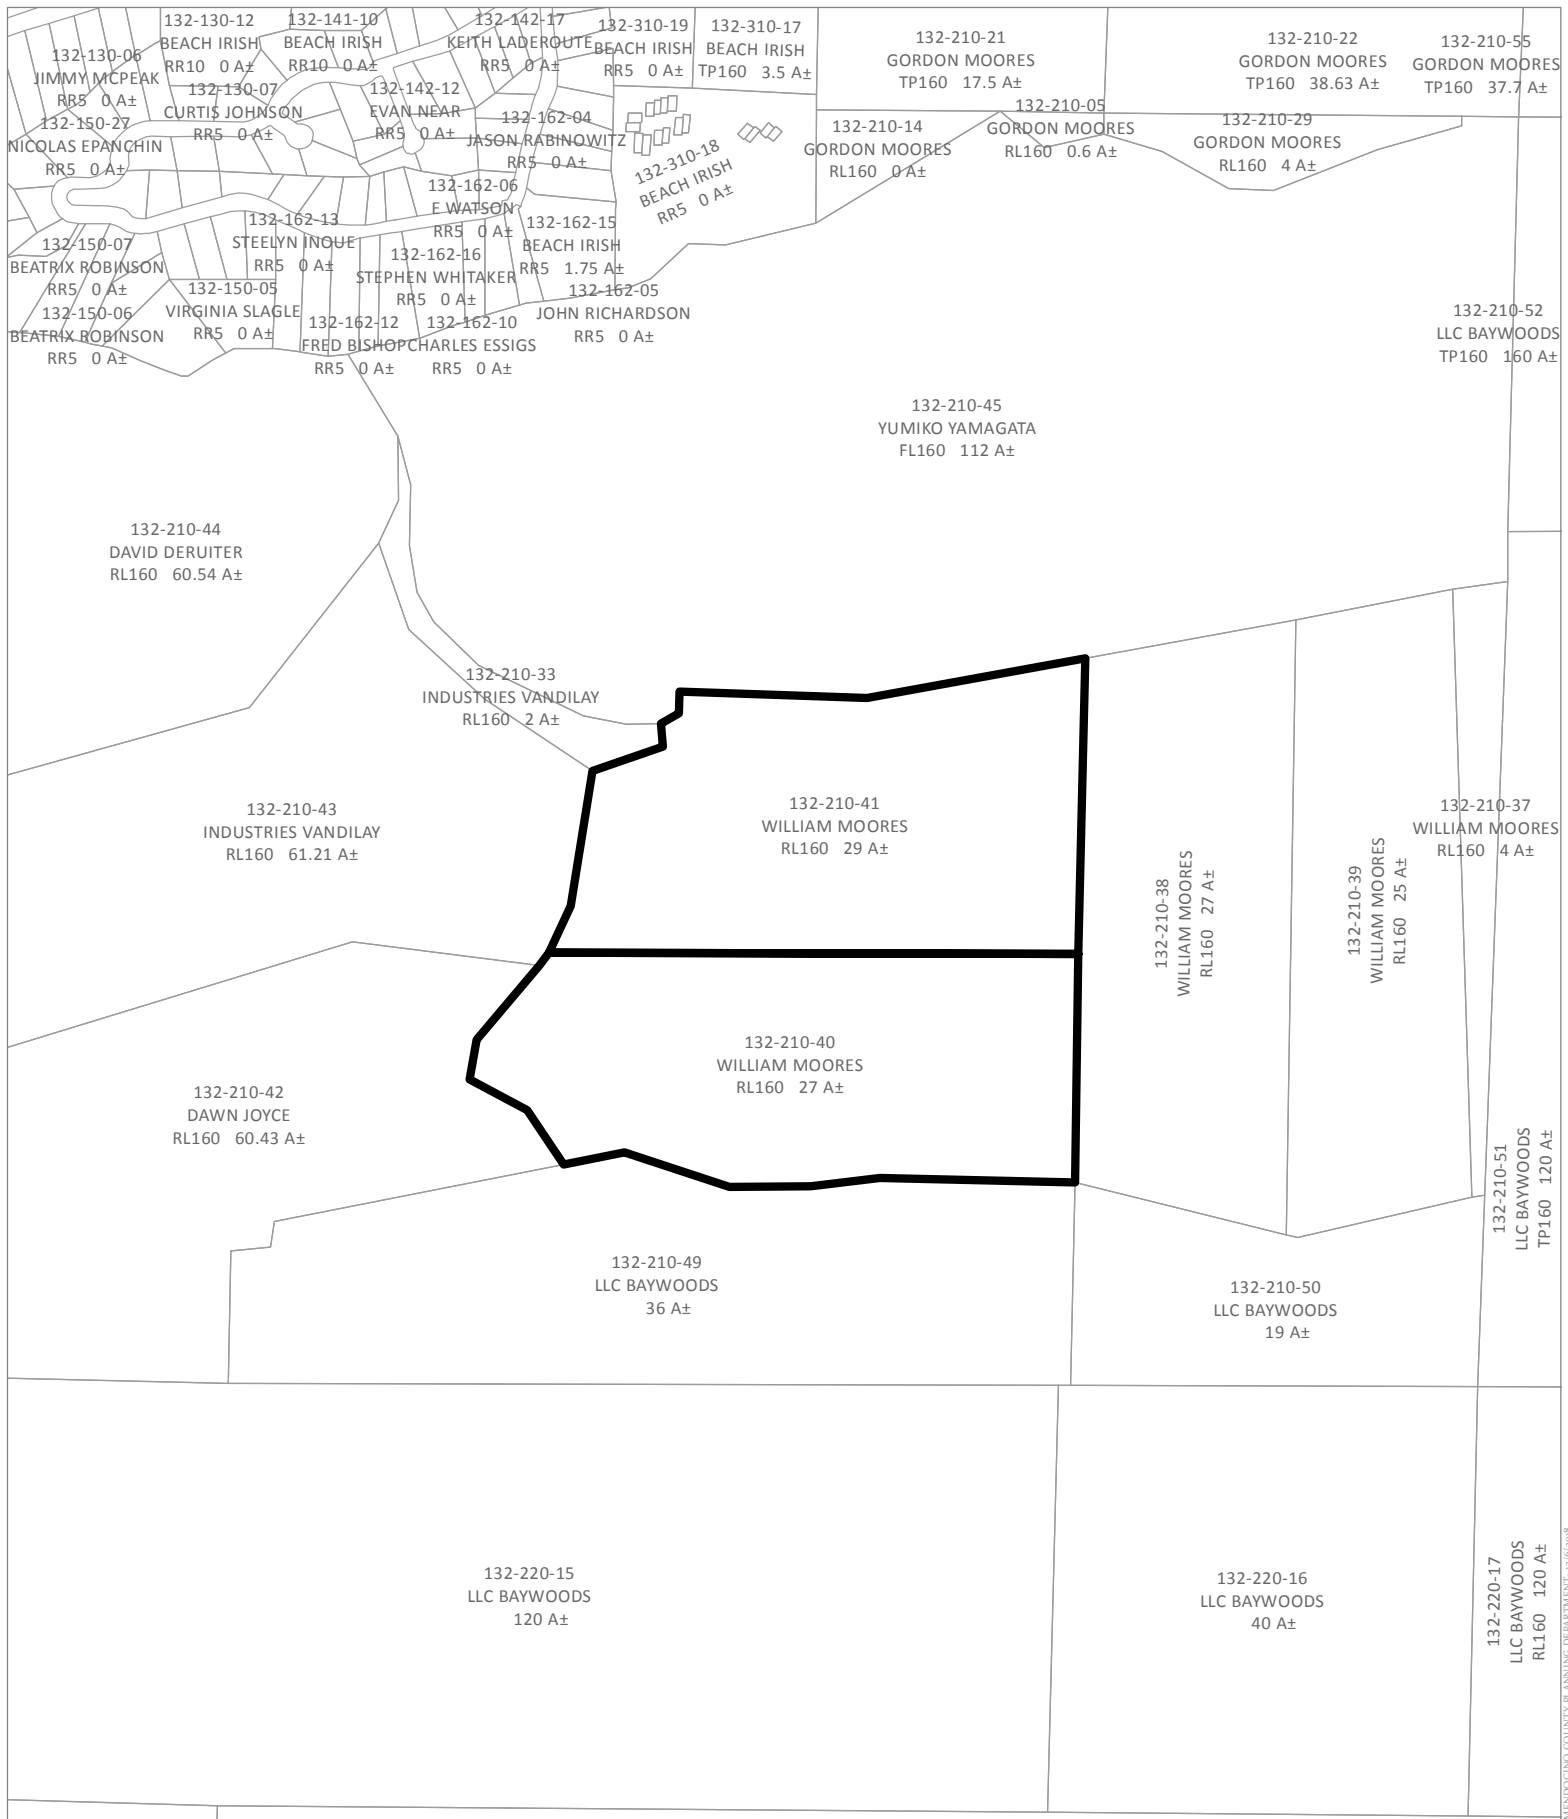 132-130-12
BEACH IRISH
RR10 0 A±
132-141-10
BEACH IRISH
RR10 0 A±
132-142-17
KEITH LADEROUTE
RR5 0 A±
132-310-19
BEACH IRISH
RR5 0 A±
132-310-17
BEACH IRISH
TP160 3.5 A±
132-210-21
GORDON MOORES
TP160 17.5 A±
132-210-22
GORDON MOORES
TP160 38.63 A±
132-210-55
GORDON MOORES
TP160 37.7 A±
132-130-06
JIMMY MCPEAK
RR5 0 A±
132-130-07
CURTIS JOHNSON
RR5 0 A±
132-142-12
EVAN NEAR
RR5 0 A±
132-150-27
NICOLAS EPANCHIN
RR5 0 A±
132-162-04
JASON RABINOWITZ
RR5 0 A±
132-310-18
BEACH IRISH
RR5 0 A±
132-210-14
GORDON MOORES
RL160 0 A±
132-210-05
GORDON MOORES
RL160 0.6 A±
132-210-29
GORDON MOORES
RL160 4 A±
132-162-06
E WATSON
RR5 0 A±
132-162-13
STEELYN INOUE
RR5 0 A±
132-162-15
BEACH IRISH
RR5 1.75 A±
132-150-07
BEATRIX ROBINSON
RR5 0 A±
132-162-16
STEPHEN WHITAKER
RR5 0 A±
132-150-05
VIRGINIA SLAGLE
RR5 0 A±
132-162-05
JOHN RICHARDSON
RR5 0 A±
132-150-06
BEATRIX ROBINSON
RR5 0 A±
132-162-12
FRED BISHOP
RR5 0 A±
132-162-10
CHARLES ESSIGS
RR5 0 A±
132-210-52
LLC BAYWOODS
TP160 160 A±
132-210-45
YUMIKO YAMAGATA
FL160 112 A±
132-210-44
DAVID DERUITER
RL160 60.54 A±
132-210-33
INDUSTRIES VANDILAY
RL160 2 A±
132-210-43
INDUSTRIES VANDILAY
RL160 61.21 A±
132-210-41
WILLIAM MOORES
RL160 29 A±
132-210-38
WILLIAM MOORES
RL160 27 A±
132-210-39
WILLIAM MOORES
RL160 25 A±
132-210-37
WILLIAM MOORES
RL160 4 A±
132-210-40
WILLIAM MOORES
RL160 27 A±
132-210-42
DAWN JOYCE
RL160 60.43 A±
132-210-51
LLC BAYWOODS
TP160 120 A±
132-210-49
LLC BAYWOODS
36 A±
132-210-50
LLC BAYWOODS
19 A±
132-220-15
LLC BAYWOODS
120 A±
132-220-16
LLC BAYWOODS
40 A±
132-220-17
LLC BAYWOODS
RL160 120 A±
MENDOCINO COUNTY PLANNING DEPARTMENT